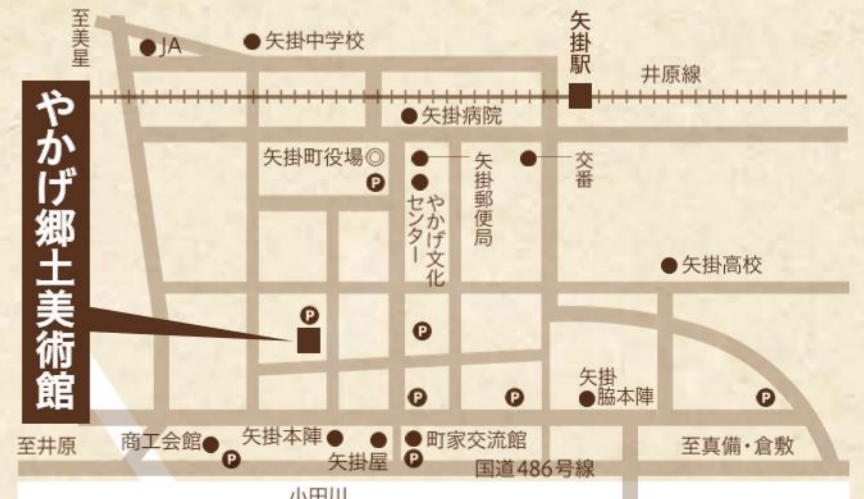 至美星
JA
矢掛中学校
矢掛駅
井原線
やかげ郷土美術館
矢掛病院
矢掛町役場◎
矢掛郵便局
交番
P
やかげ文化
センター
矢掛高校
P
P
矢掛
脇本陣
P
P
P
至井原
商工会館
P
矢掛本陣
矢掛屋
町家交流館
P
国道486号線
至真備・倉敷
小田川